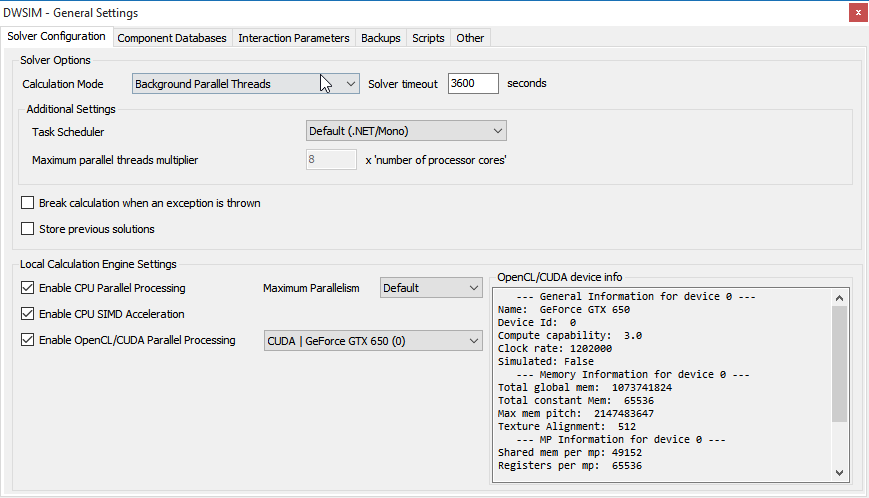 DWSIM - General Settings
x
Solver Configuration Component Databases Interaction Parameters Backups Scripts Other
Solver Options
Calculation Mode Background Parallel Threads Solver timeout 3600 seconds
Additional Settings
Task Scheduler Default (.NET/Mono)
Maximum parallel threads multiplier 8 x 'number of processor cores'
Break calculation when an exception is thrown
Store previous solutions
Local Calculation Engine Settings
Enable CPU Parallel Processing Maximum Parallelism Default
Enable CPU SIMD Acceleration
Enable OpenCL/CUDA Parallel Processing CUDA | GeForce GTX 650 (0)
OpenCL/CUDA device info
--- General Information for device 0 ---
Name: GeForce GTX 650
Device Id: 0
Compute capability: 3.0
Clock rate: 1202000
Simulated: False
--- Memory Information for device 0 ---
Total global mem: 1073741824
Total constant Mem: 65536
Max mem pitch: 2147483647
Texture Alignment: 512
--- MP Information for device 0 ---
Shared mem per mp: 49152
Registers per mp: 65536